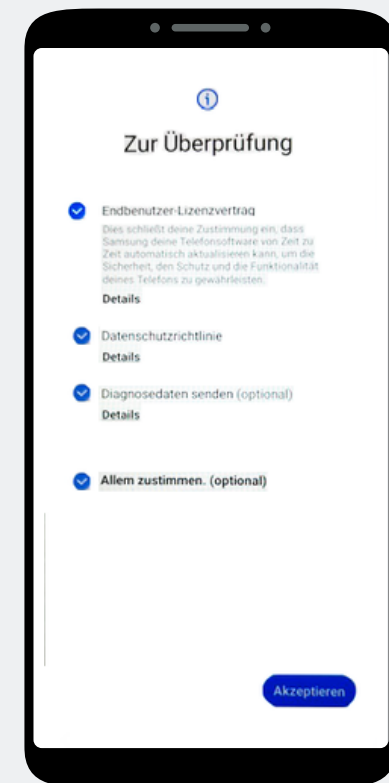 Zur Überprüfung
Endbenutzer-Lizenzvertrag
Dies schließt deine Zustimmung ein, dass
Samsung deine Telefonsoftware von Zeit zu
Zeit automatisch aktualisieren kann, um die
Sicherheit, den Schutz und die Funktionalität
deines Telefons zu gewährleisten.
Details
Datenschutzrichtlinie
Details
Diagnosedaten senden (optional)
Details
Allem zustimmen. (optional)
Akzeptieren